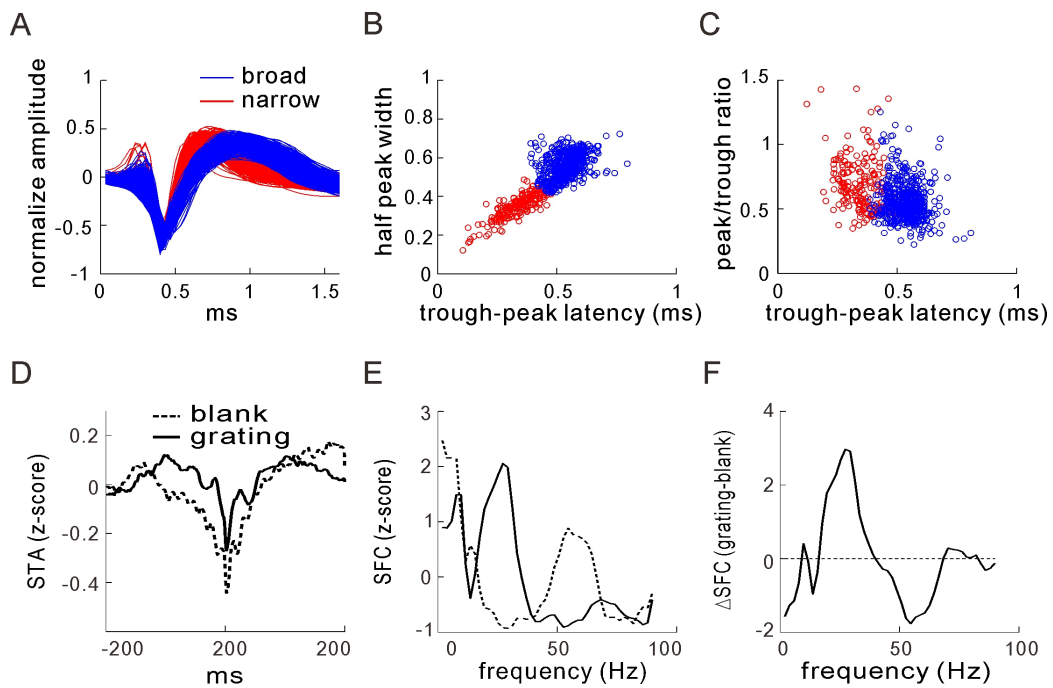 A
B
C
normalize amplitude
1
0.5
0
-0.5
-1
0
0.5
1
1.5
ms
broad
narrow
half peak width
1
0.8
0.6
0.4
0.2
0
0
0.5
1
trough-peak latency (ms)
peak/trough ratio
1.5
1
0.5
0
0
0.5
1
trough-peak latency (ms)
D
E
F
STA (z-score)
0.2
0
-0.2
-0.4
-200
200
200
ms
blank
grating
SFC (z-score)
3
2
1
0
-1
0
50
100
frequency (Hz)
△SFC (grating-blank)
4
2
0
-2
0
50
100
frequency (Hz)